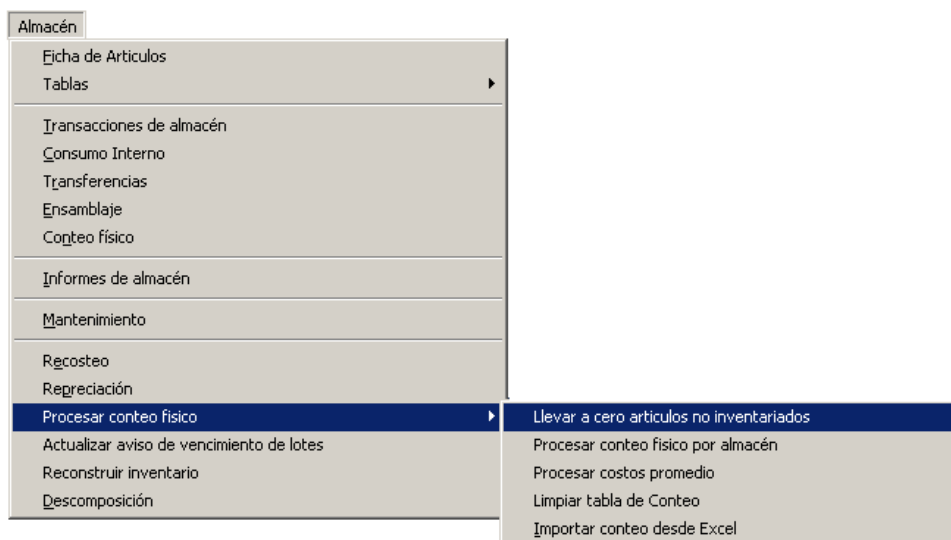 Almacén
Ficha de Articulos
Tablas
Transacciones de almacén
Consumo Interno
Transferencias
Ensamblaje
Conteo físico
Informes de almacén
Mantenimiento
Recosteo
Repreciación
Procesar conteo fisico
Llevar a cero articulos no inventariados
Actualizar aviso de vencimiento de lotes
Procesar conteo fisico por almacén
Reconstruir inventario
Procesar costos promedio
Descomposición
Limpiar tabla de Conteo
Importar conteo desde Excel